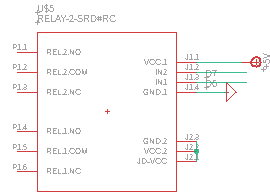 U$5
RELAY-2-SRD#RC
P1.1 REL2.NO VCC.1 J1.1 +5V
P1.2 REL2.COM IN2 J1.2 D7
P1.3 REL2.NC IN1 J1.3 D6
GND.1 J1.4
P1.4 REL1.NO GND.2 J2.3
P1.5 REL1.COM VCC.2 J2.2
P1.6 REL1.NC JD-VCC J2.1